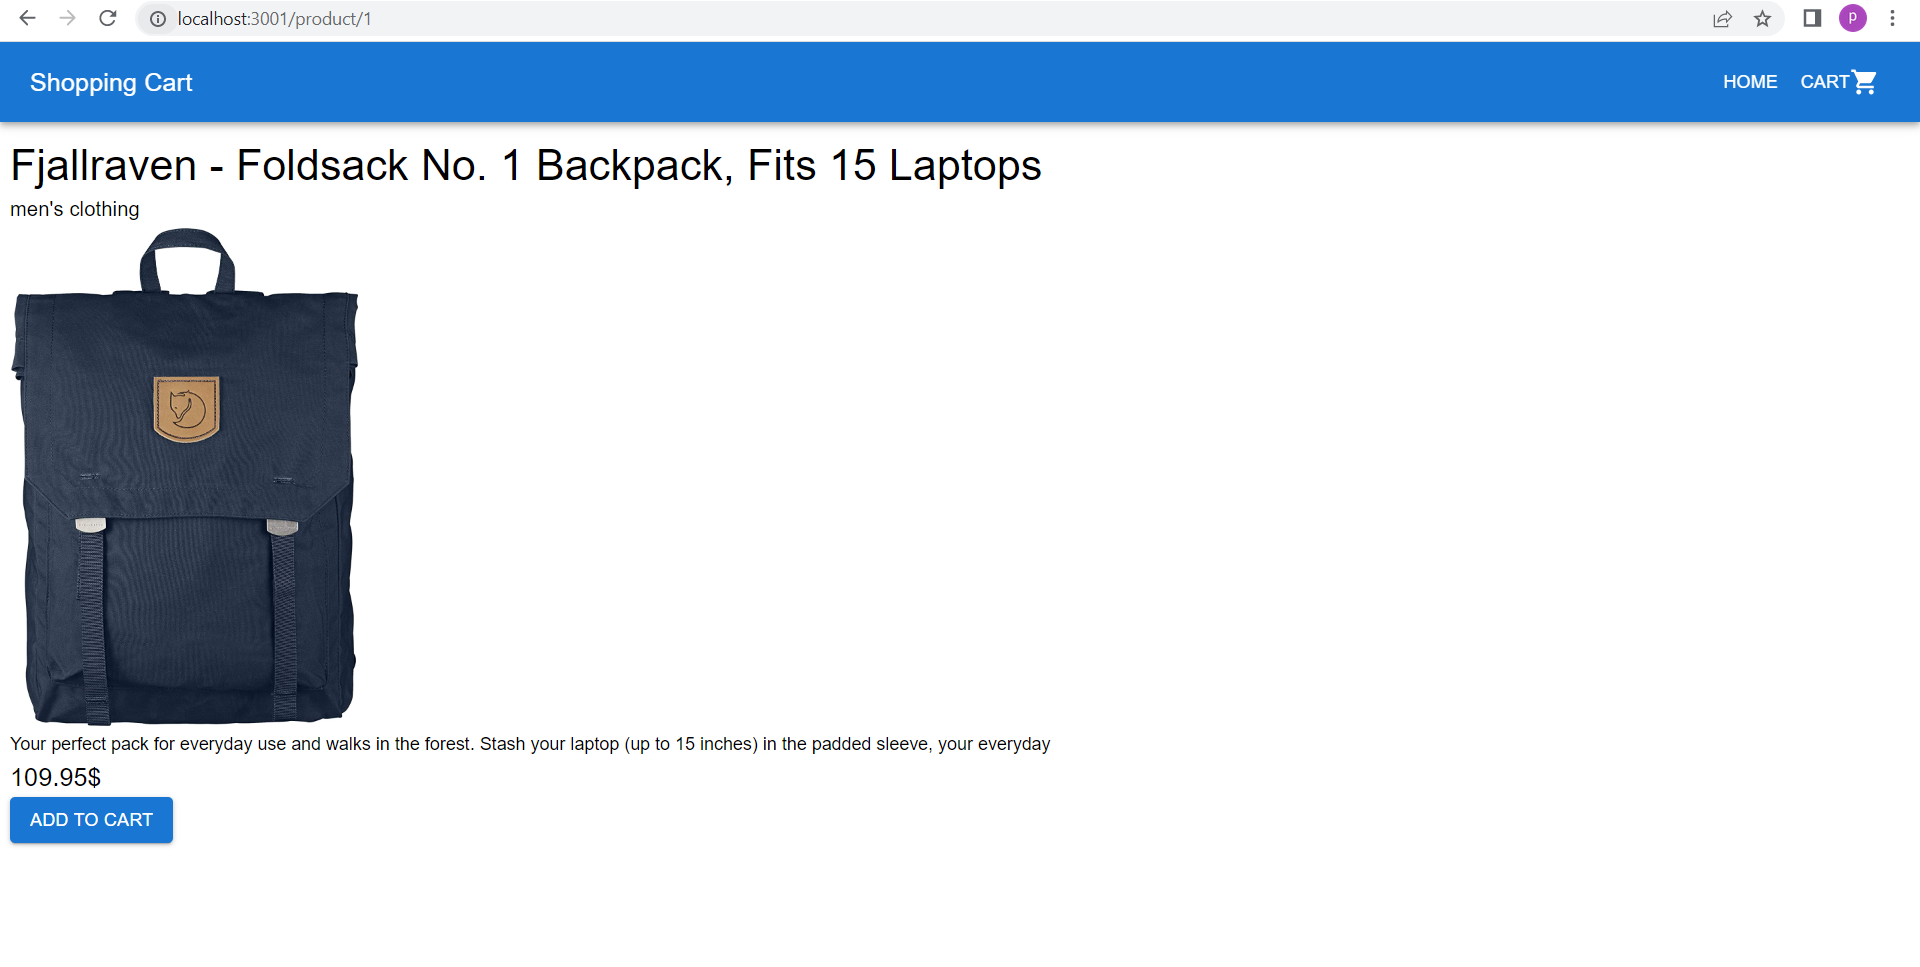 localhost:3001/product/1
p
Shopping Cart
HOME
CART
Fjallraven - Foldsack No. 1 Backpack, Fits 15 Laptops
men's clothing
Your perfect pack for everyday use and walks in the forest. Stash your laptop (up to 15 inches) in the padded sleeve, your everyday
109.95$
ADD TO CART